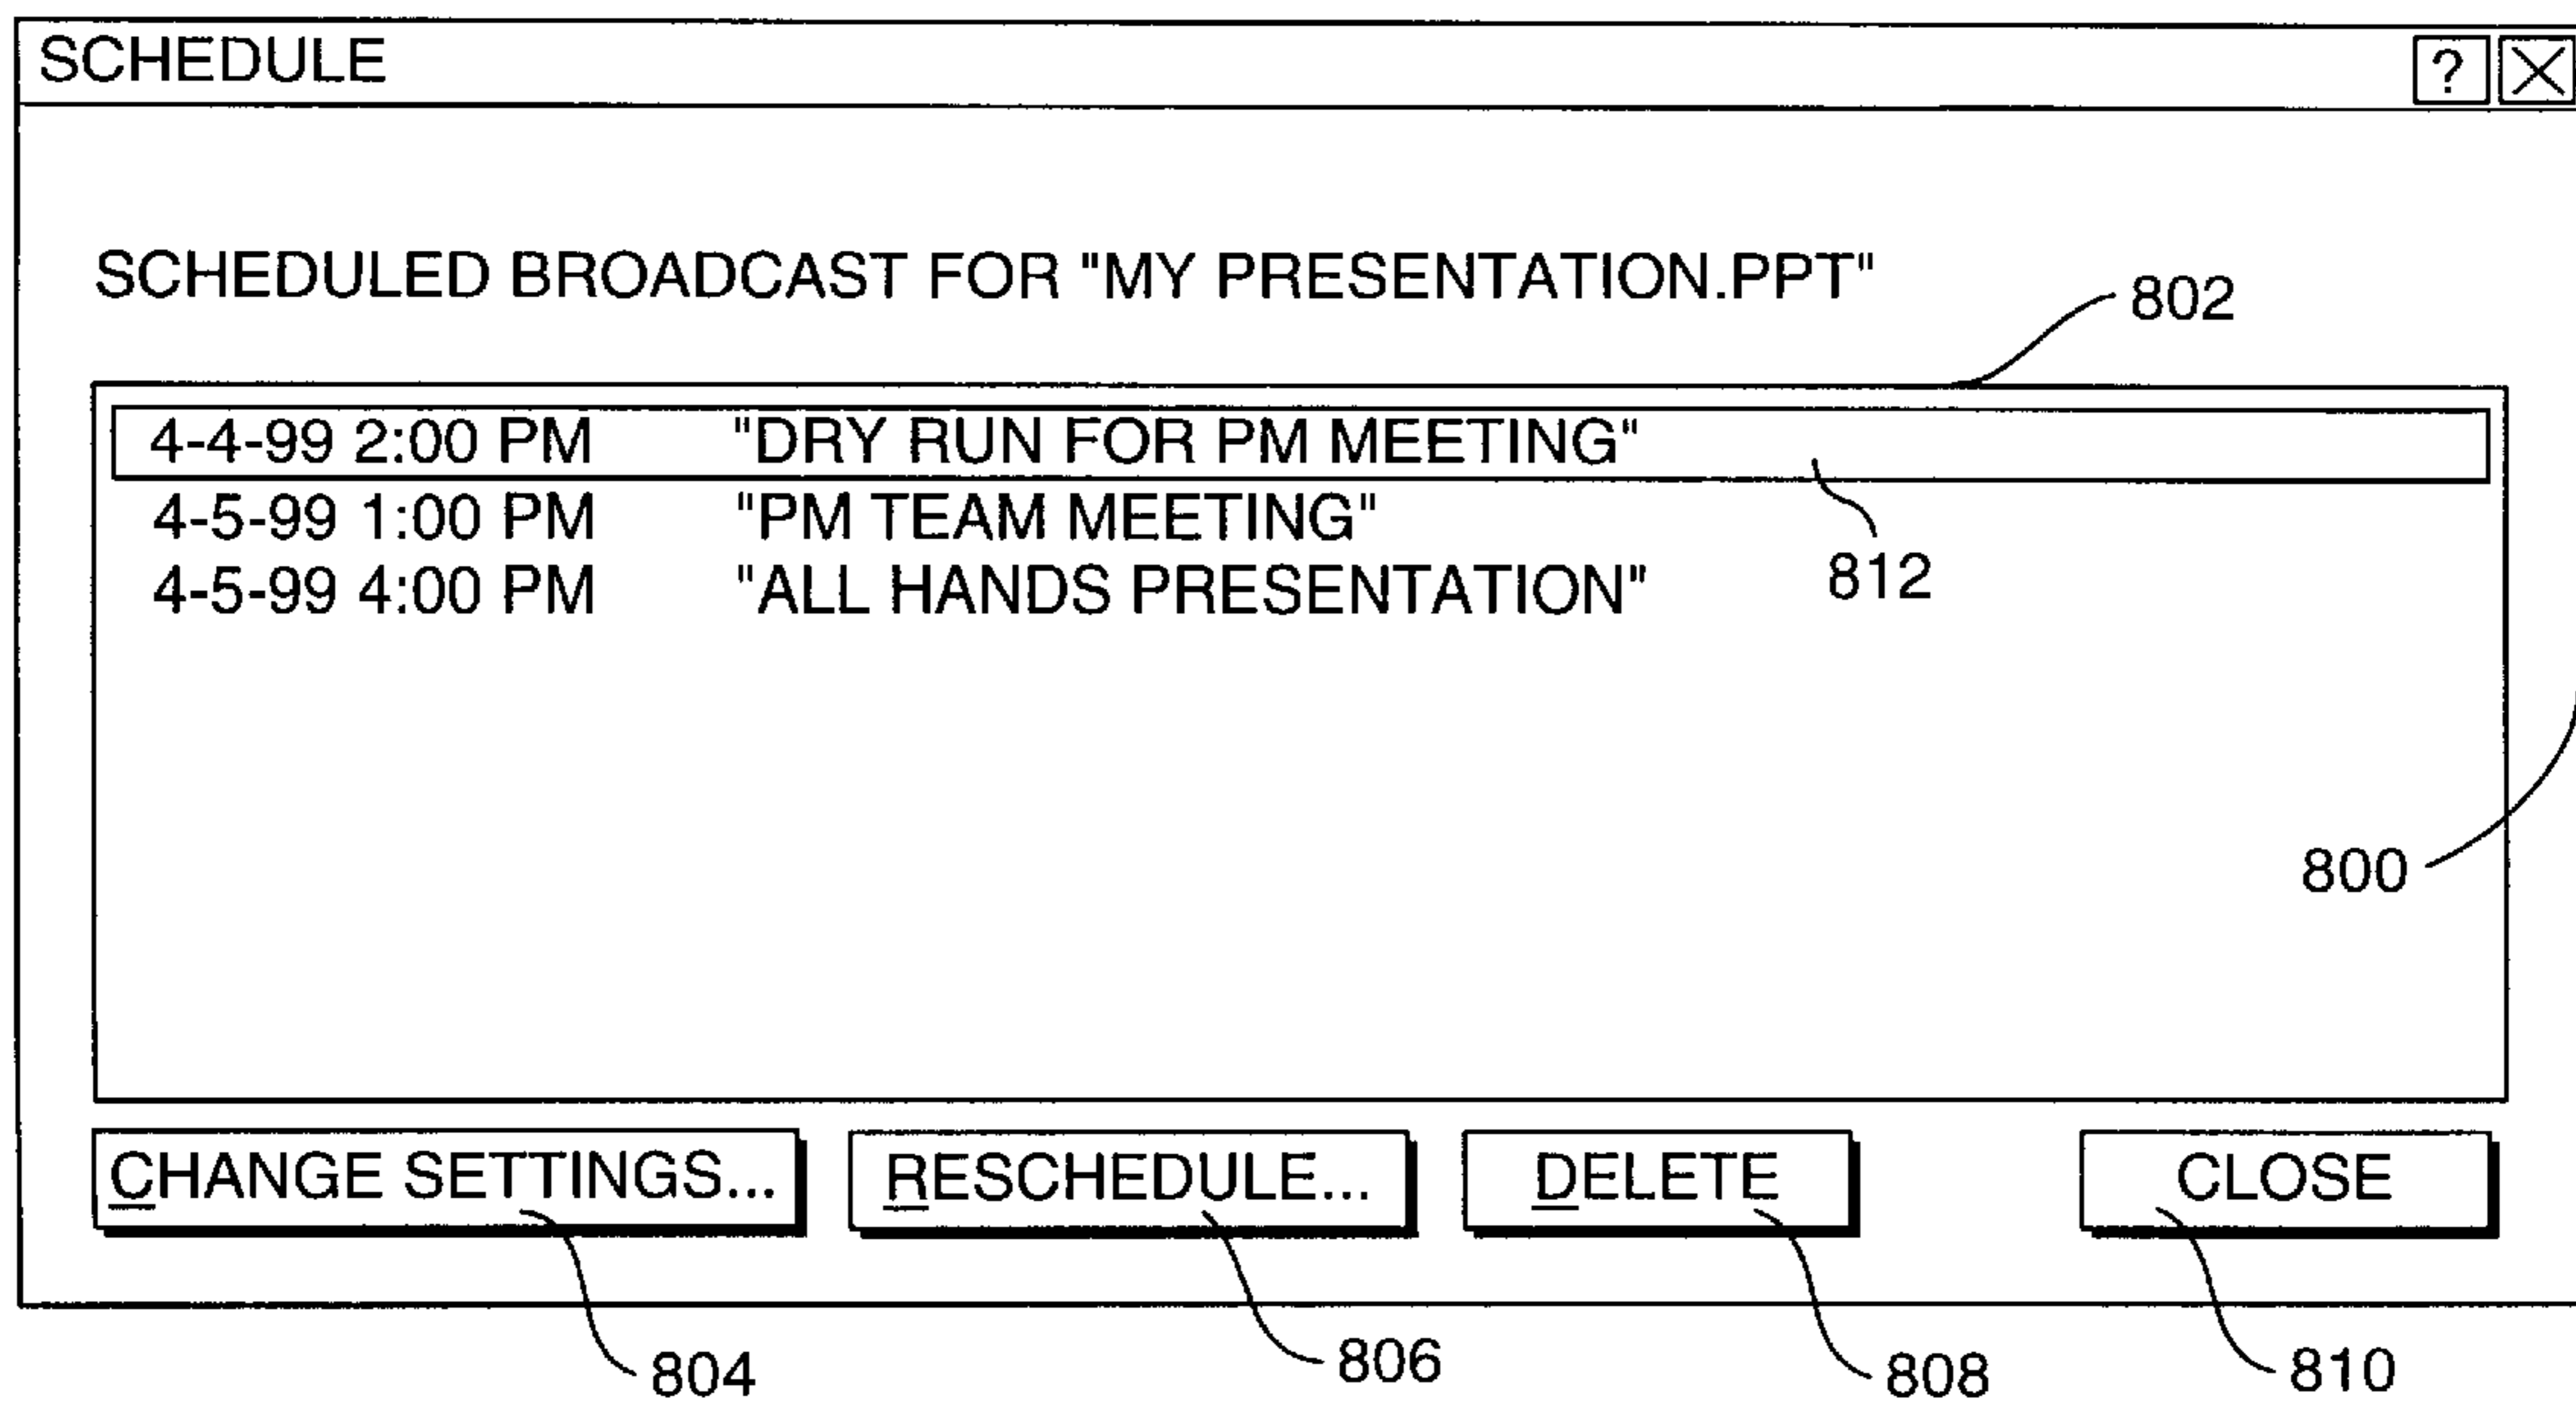 SCHEDULE ?
SCHEDULED BROADCAST FOR "MY PRESENTATION.PPT"
802
4-4-99 2:00 PM "DRY RUN FOR PM MEETING"
4-5-99 1:00 PM "PM TEAM MEETING"
812
4-5-99 4:00 PM "ALL HANDS PRESENTATION"
800
CHANGE SETTINGS... RESCHEDULE... DELETE CLOSE
804 806 808 810